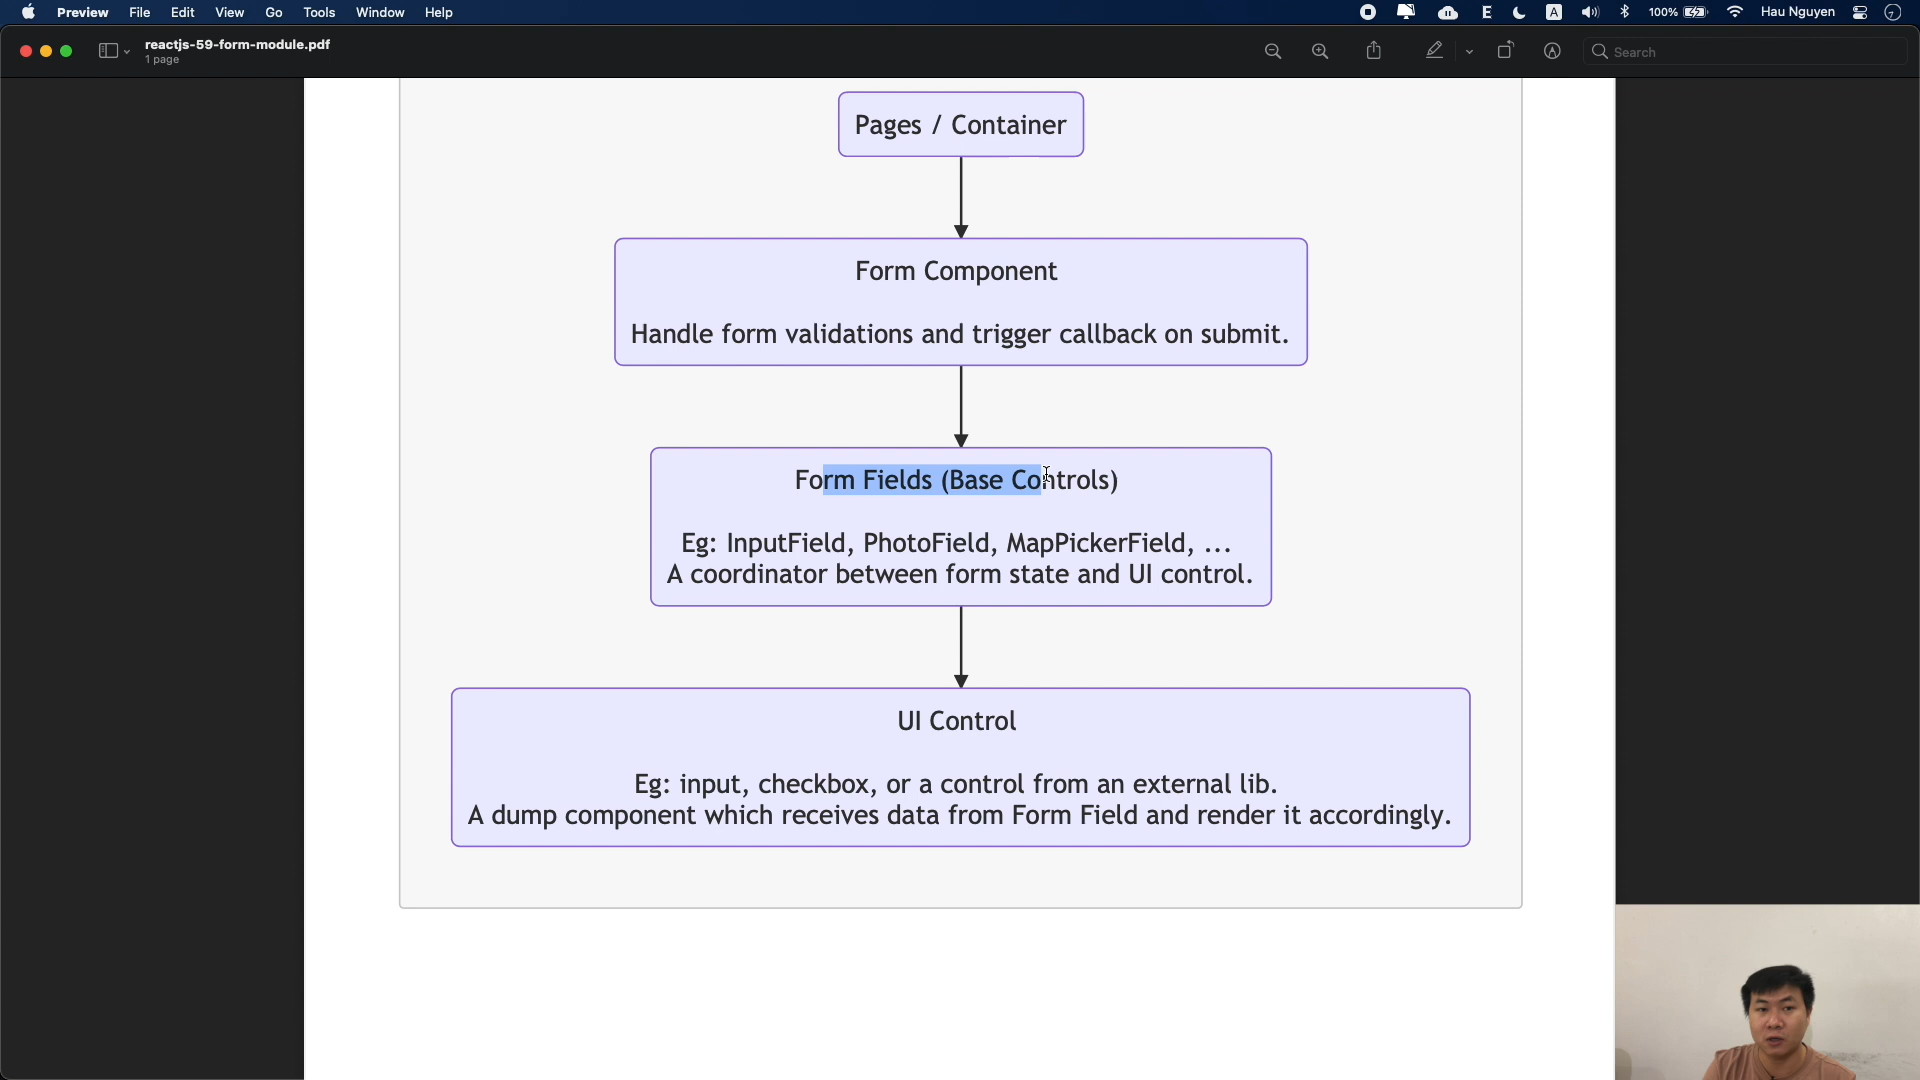 Preview File Edit View Go Tools Window Help
E A 100% Hau Nguyen
reactjs-59-form-module.pdf
1 page
Search
Pages / Container
Form Component
Handle form validations and trigger callback on submit.
Form Fields (Base Controls)
Eg: InputField, PhotoField, MapPickerField, ...
A coordinator between form state and UI control.
UI Control
Eg: input, checkbox, or a control from an external lib.
A dump component which receives data from Form Field and render it accordingly.